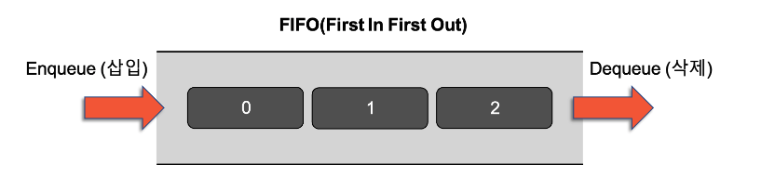 FIFO(First In First Out)
Enqueue (삽입)
Dequeue (삭제)
0
1
2